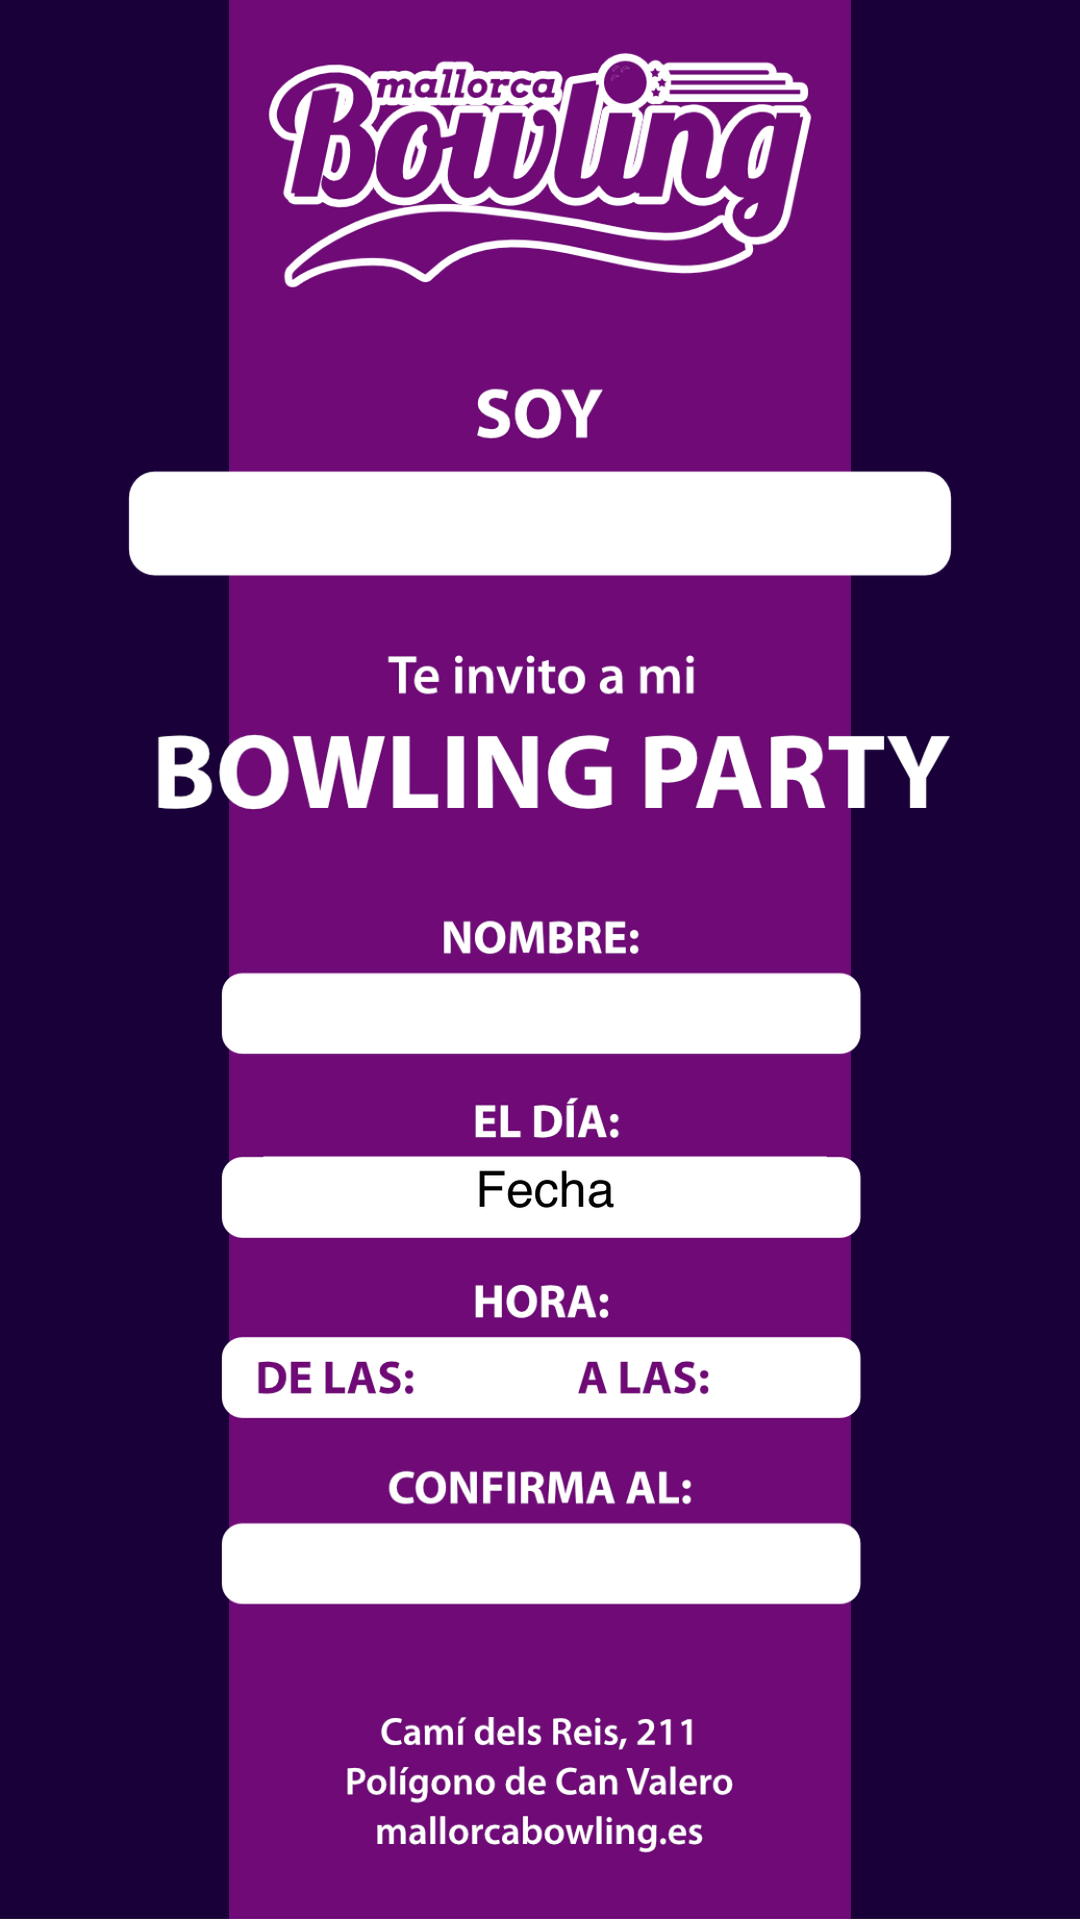 mallorca
Bowling
SOY
Te invito a mi
BOWLING PARTY
NOMBRE:
EL DÍA:
Fecha
HORA:
DE LAS: A LAS:
CONFIRMA AL:
Camí dels Reis, 211
Polígono de Can Valero
mallorcabowling.es